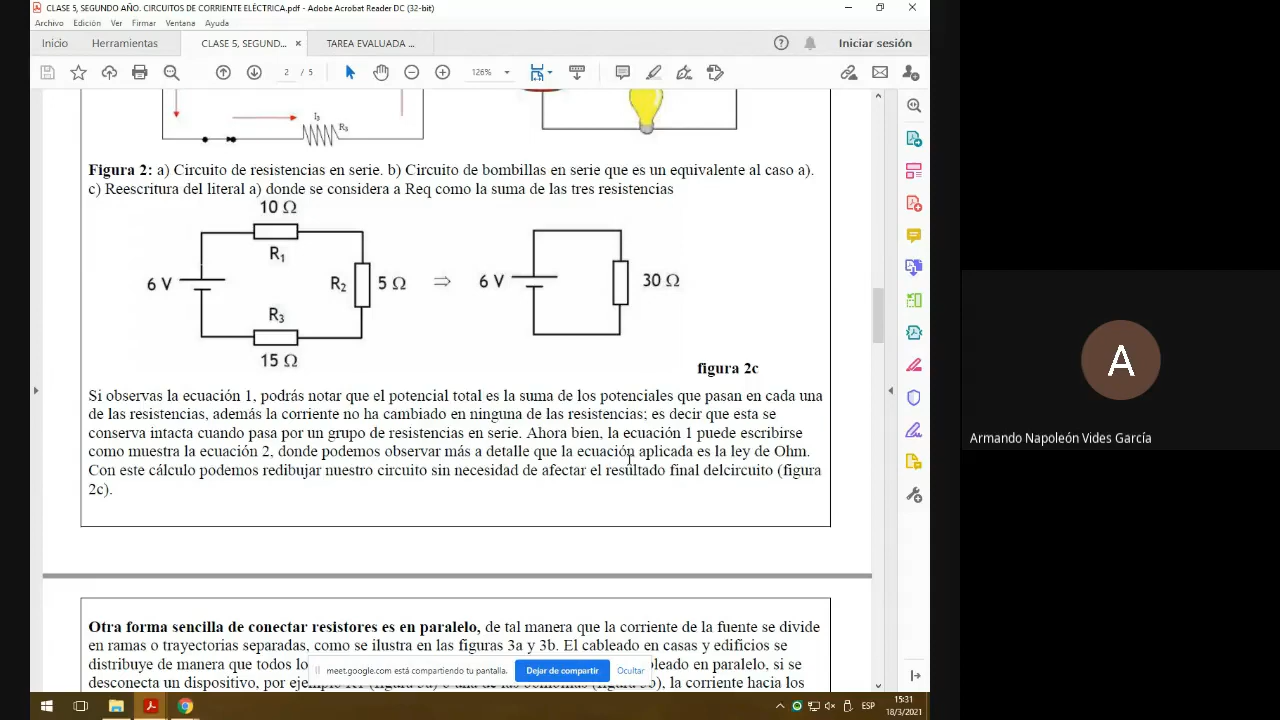 CLASE 5, SEGUNDO AÑO. CIRCUITOS DE CORRIENTE ELÉCTRICA.pdf - Adobe Acrobat Reader DC (32-bit)
Archivo Edición Ver Firmar Ventana Ayuda
Inicio Herramientas CLASE 5, SEGUND... × TAREA EVALUADA ... Iniciar sesión
2 / 5 126%
I3 R3
Figura 2: a) Circuito de resistencias en serie. b) Circuito de bombillas en serie que es un equivalente al caso a).
c) Reescritura del literal a) donde se considera a Req como la suma de las tres resistencias
10 Ω
R1
6 V R2 5 Ω ⇒ 6 V 30 Ω
R3
15 Ω
figura 2c
Si observas la ecuación 1, podrás notar que el potencial total es la suma de los potenciales que pasan en cada una
de las resistencias, además la corriente no ha cambiado en ninguna de las resistencias; es decir que esta se
conserva intacta cuando pasa por un grupo de resistencias en serie. Ahora bien, la ecuación 1 puede escribirse
como muestra la ecuación 2, donde podemos observar más a detalle que la ecuación aplicada es la ley de Ohm.
Con este cálculo podemos redibujar nuestro circuito sin necesidad de afectar el resultado final delcircuito (figura
2c).
Otra forma sencilla de conectar resistores es en paralelo, de tal manera que la corriente de la fuente se divide
en ramas o trayectorias separadas, como se ilustra en las figuras 3a y 3b. El cableado en casas y edificios se
distribuye de manera que todos lo bleado en paralelo, si se
desconecta un dispositivo, por la corriente hacia los
meet.google.com está compartiendo tu pantalla. Dejar de compartir Ocultar
A
Armando Napoleón Vides García
ESP 15:31
18/3/2021